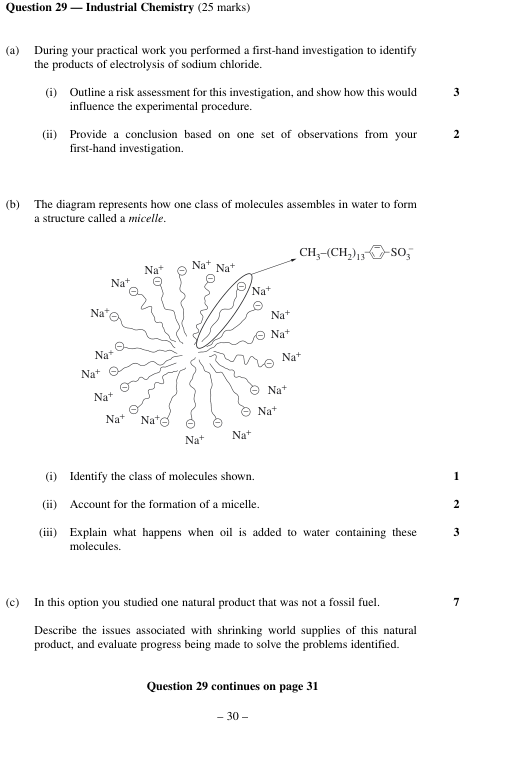 Question 29 — Industrial Chemistry (25 marks)
(a) During your practical work you performed a first-hand investigation to identify
the products of electrolysis of sodium chloride.
(i) Outline a risk assessment for this investigation, and show how this would 3
influence the experimental procedure.
(ii) Provide a conclusion based on one set of observations from your 2
first-hand investigation.
(b) The diagram represents how one class of molecules assembles in water to form
a structure called a micelle.
CH₃–(CH₂)₁₃–SO₃⁻
Na⁺ Na⁺ Na⁺
Na⁺
Na⁺
Na⁺
Na⁺
Na⁺
Na⁺
Na⁺
Na⁺
Na⁺
Na⁺
Na⁺
Na⁺ Na⁺
Na⁺
Na⁺ Na⁺
(i) Identify the class of molecules shown. 1
(ii) Account for the formation of a micelle. 2
(iii) Explain what happens when oil is added to water containing these 3
molecules.
(c) In this option you studied one natural product that was not a fossil fuel. 7
Describe the issues associated with shrinking world supplies of this natural
product, and evaluate progress being made to solve the problems identified.
Question 29 continues on page 31
– 30 –